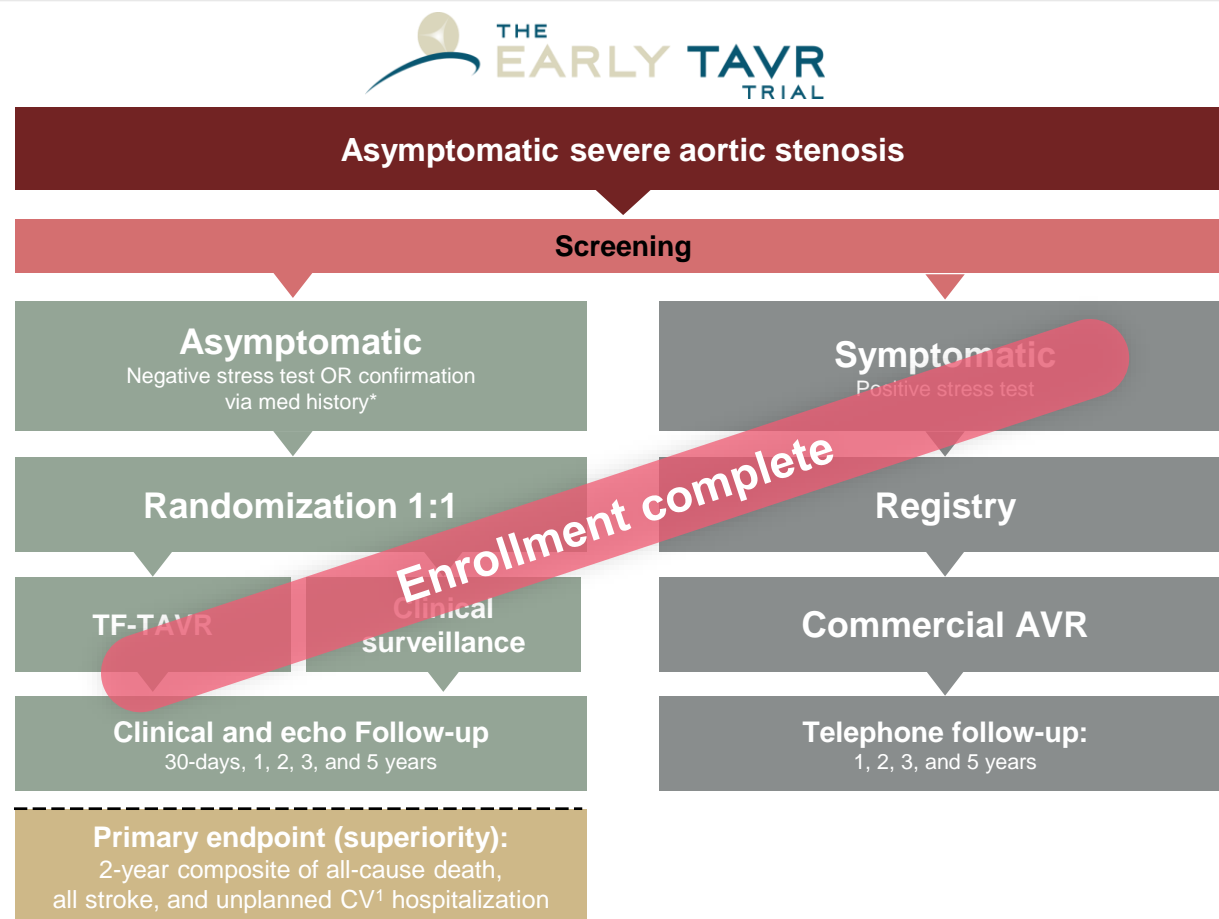 THE
EARLY TAVR
TRIAL
Asymptomatic severe aortic stenosis
Screening
Asymptomatic
Negative stress test OR confirmation
via med history*
Symptomatic
Positive stress test
Randomization 1:1
Registry
Enrollment complete
TF-TAVR
Clinical
surveillance
Commercial AVR
Clinical and echo Follow-up
30-days, 1, 2, 3, and 5 years
Telephone follow-up:
1, 2, 3, and 5 years
Primary endpoint (superiority):
2-year composite of all-cause death,
all stroke, and unplanned CV¹ hospitalization